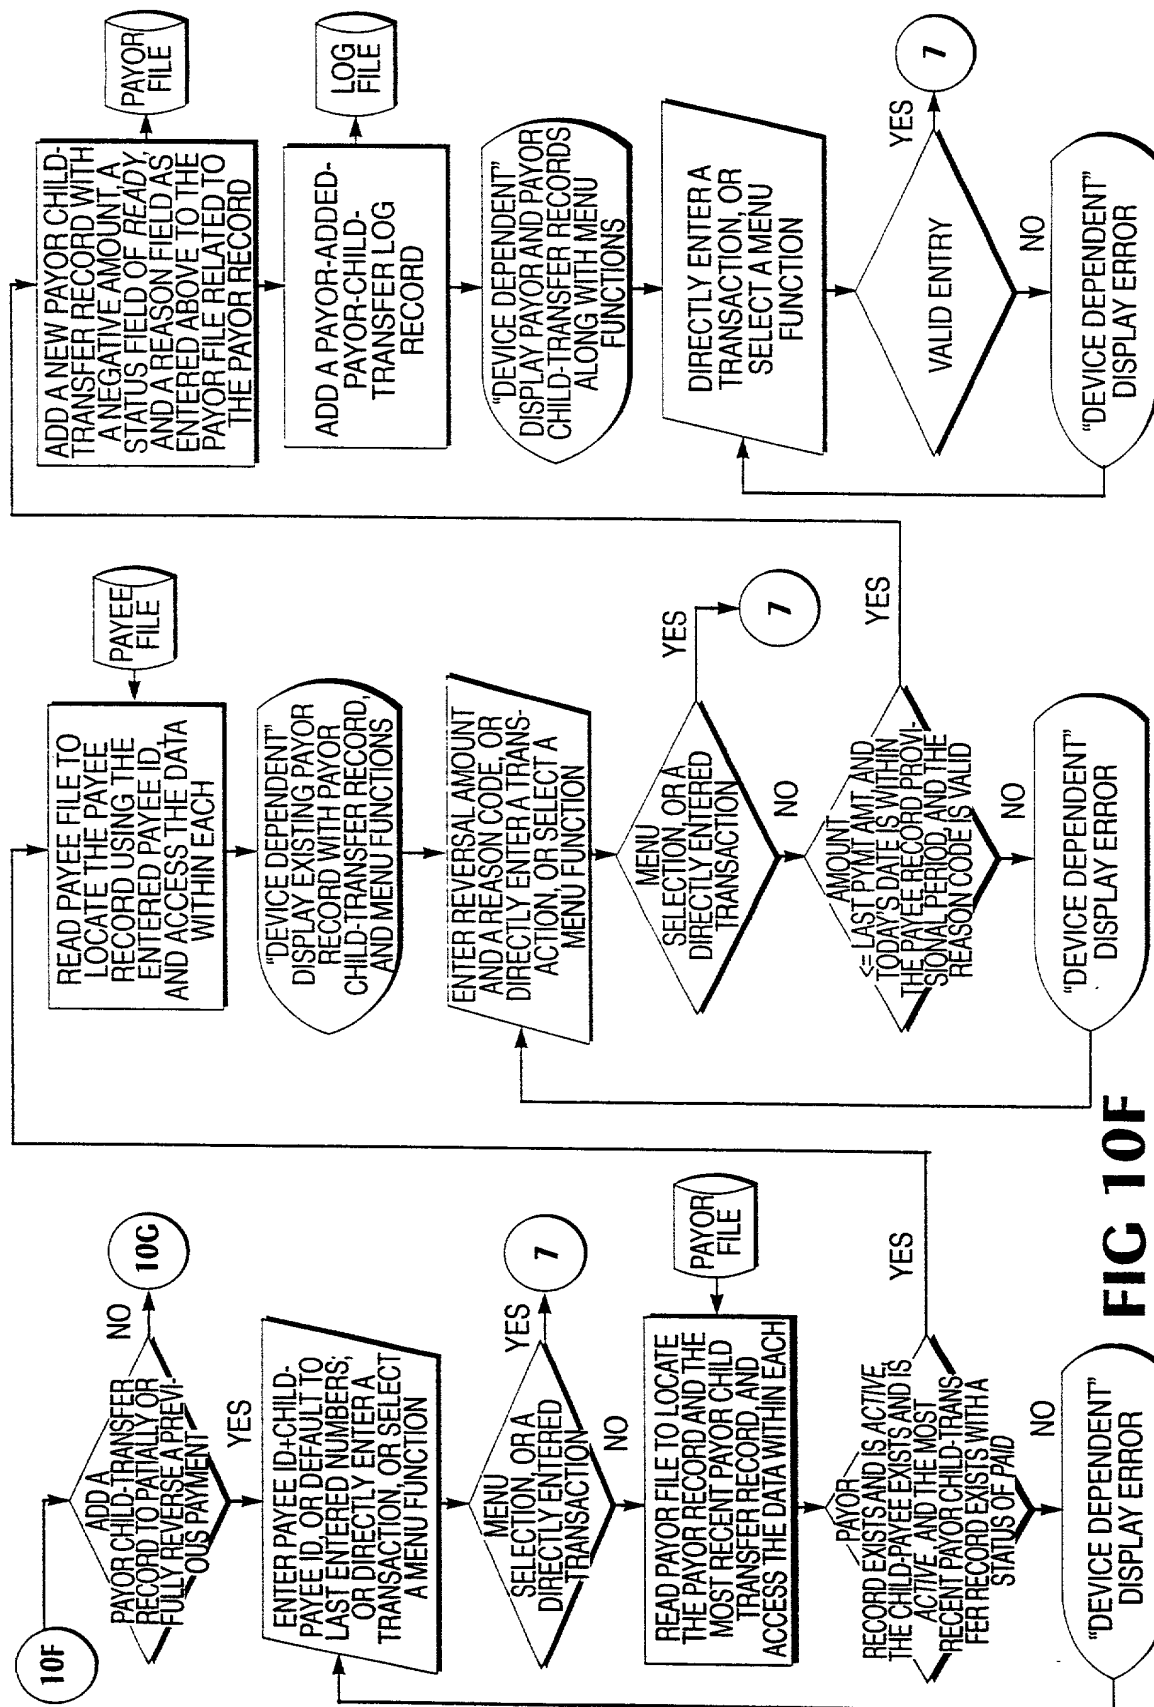 10F
ADD A
PAYOR CHILD-TRANSFER
RECORD TO PATIALLY OR
FULLY REVERSE A PREVI-
OUS PAYMENT
NO
10G
YES
ENTER PAYEE ID+CHILD-
PAYEE ID, OR DEFAULT TO
LAST ENTERED NUMBERS;
OR DIRECTLY ENTER A
TRANSACTION, OR SELECT
A MENU FUNCTION
MENU
SELECTION, OR A
DIRECTLY ENTERED
TRANSACTION
YES
7
NO
READ PAYOR FILE TO LOCATE
THE PAYOR RECORD AND THE
MOST RECENT PAYOR CHILD
TRANSFER RECORD, AND
ACCESS THE DATA WITHIN EACH
PAYOR
FILE
PAYOR
RECORD EXISTS AND IS ACTIVE,
THE CHILD-PAYEE EXISTS AND IS
ACTIVE AND THE MOST
RECENT PAYOR CHILD-TRANS-
FER RECORD EXISTS WITH A
STATUS OF PAID
YES
NO
"DEVICE DEPENDENT"
DISPLAY ERROR
READ PAYEE FILE TO
LOCATE THE PAYEE
RECORD USING THE
ENTERED PAYEE ID,
AND ACCESS THE DATA
WITHIN EACH
PAYEE
FILE
"DEVICE DEPENDENT"
DISPLAY EXISTING PAYOR
RECORD WITH PAYOR
CHILD-TRANSFER RECORD,
AND MENU FUNCTIONS
ENTER REVERSAL AMOUNT
AND A REASON CODE, OR
DIRECTLY ENTER A TRANS-
ACTION, OR SELECT A
MENU FUNCTION
MENU
SELECTION, OR A
DIRECTLY ENTERED
TRANSACTION
YES
7
NO
AMOUNT
<= LAST PYMT AMT, AND
TODAY'S DATE IS WITHIN
THE PAYEE RECORD PROVI-
SIONAL PERIOD, AND THE
REASON CODE IS VALID
YES
NO
"DEVICE DEPENDENT"
DISPLAY ERROR
ADD A NEW PAYOR CHILD-
TRANSFER RECORD WITH
A NEGATIVE AMOUNT, A
STATUS FIELD OF READY,
AND A REASON FIELD AS
ENTERED ABOVE TO THE
PAYOR FILE RELATED TO
THE PAYOR RECORD
PAYOR
FILE
ADD A PAYOR-ADDED-
PAYOR-CHILD-
TRANSFER LOG
RECORD
LOG
FILE
"DEVICE DEPENDENT"
DISPLAY PAYOR AND PAYOR
CHILD-TRANSFER RECORDS
ALONG WITH MENU
FUNCTIONS
DIRECTLY ENTER A
TRANSACTION, OR
SELECT A MENU
FUNCTION
VALID ENTRY
YES
7
NO
"DEVICE DEPENDENT"
DISPLAY ERROR
FIG 10F